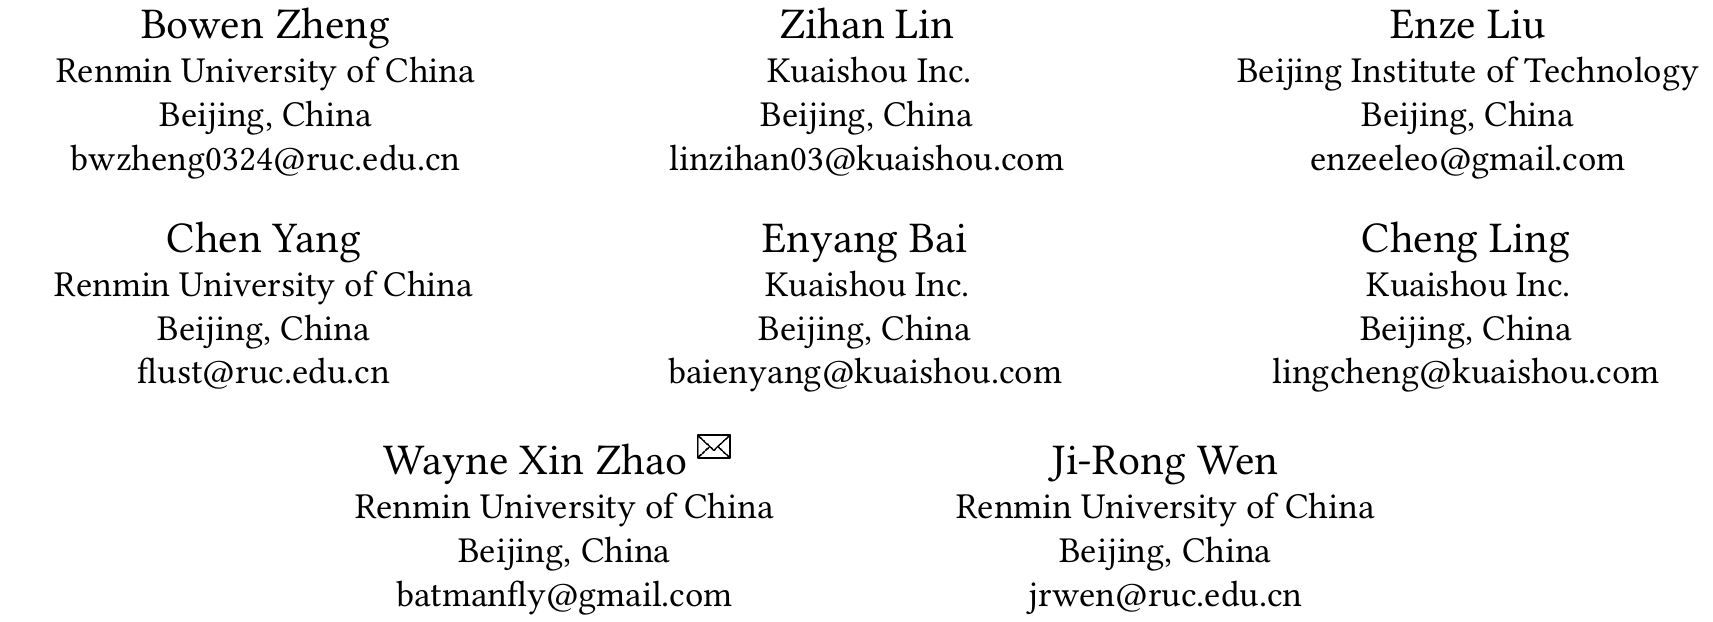 Bowen Zheng
Renmin University of China
Beijing, China
bwzheng0324@ruc.edu.cn
Zihan Lin
Kuaishou Inc.
Beijing, China
linzihan03@kuaishou.com
Enze Liu
Beijing Institute of Technology
Beijing, China
enzeeleo@gmail.com
Chen Yang
Renmin University of China
Beijing, China
flust@ruc.edu.cn
Enyang Bai
Kuaishou Inc.
Beijing, China
baienyang@kuaishou.com
Cheng Ling
Kuaishou Inc.
Beijing, China
lingcheng@kuaishou.com
Wayne Xin Zhao
Renmin University of China
Beijing, China
batmanfly@gmail.com
Ji-Rong Wen
Renmin University of China
Beijing, China
jrwen@ruc.edu.cn